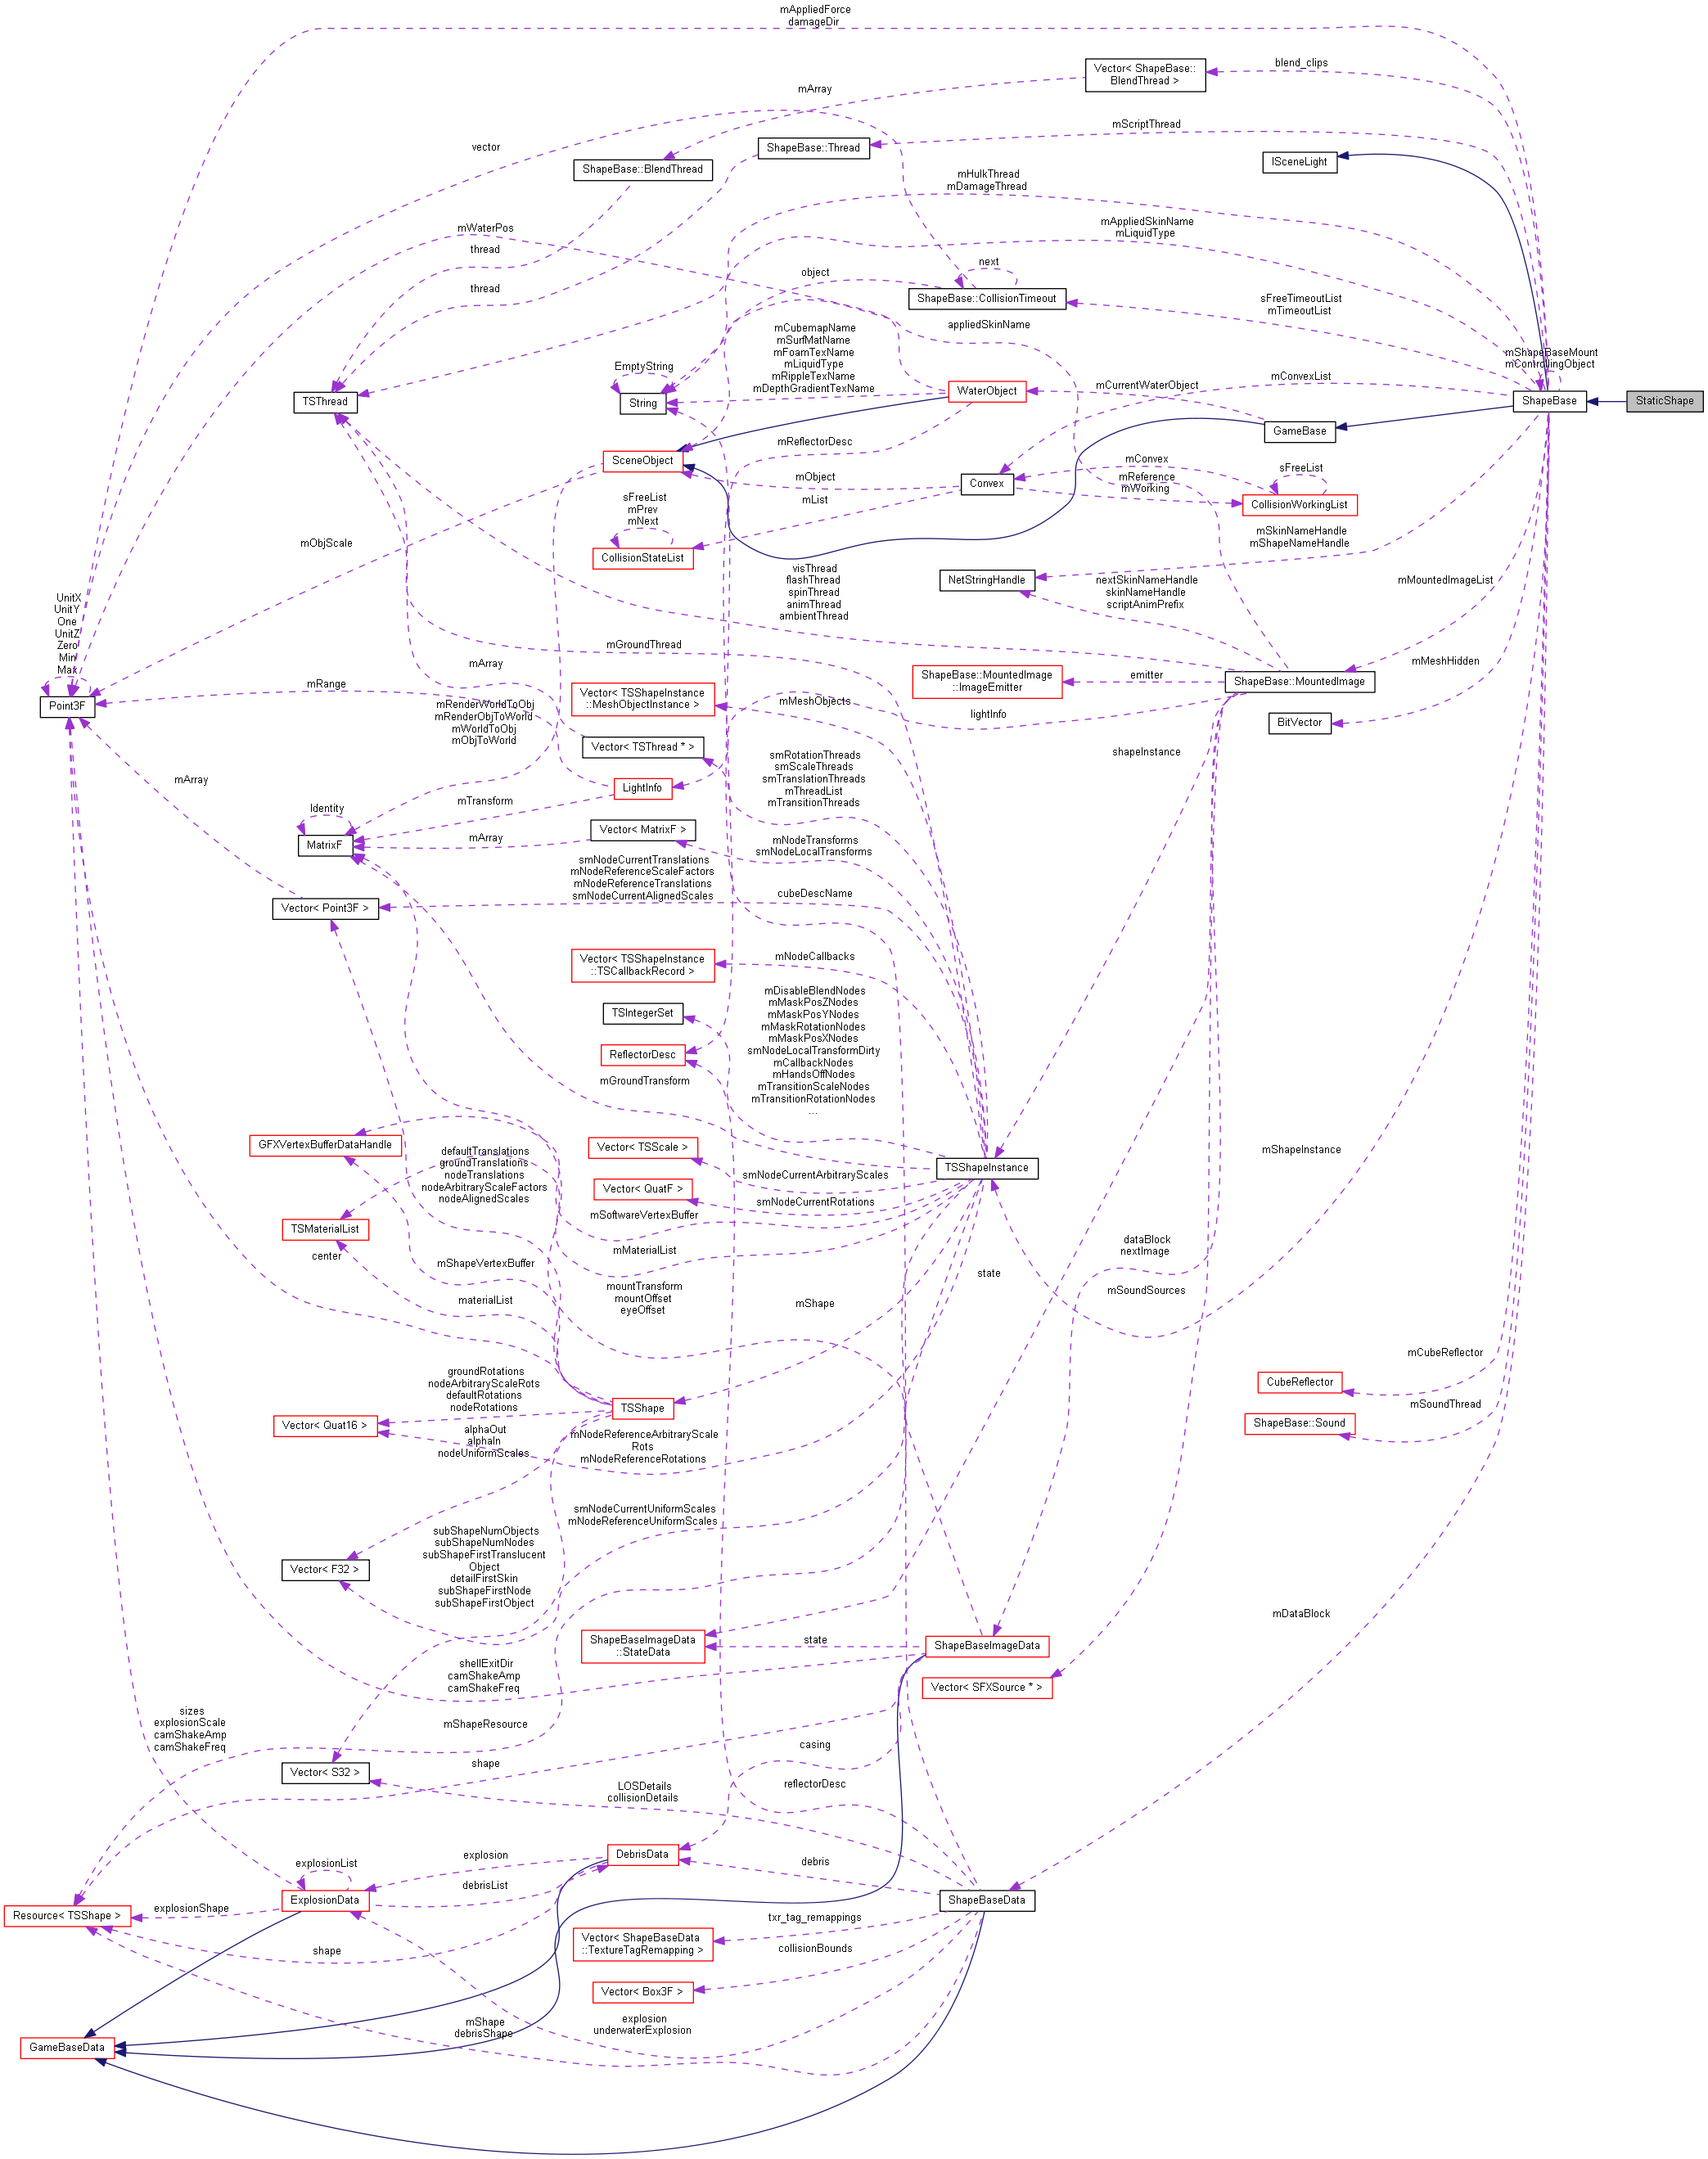 mAppliedForce
damageDir
blend_clips
Vector< ShapeBase::
BlendThread >
mArray
mScriptThread
vector
ShapeBase::Thread
ShapeBase::BlendThread
ISceneLight
mHulkThread
mDamageThread
mAppliedSkinName
mLiquidType
mWaterPos
thread
object
next
thread
ShapeBase::CollisionTimeout
sFreeTimeoutList
mTimeoutList
appliedSkinName
mCubemapName
mSurfMatName
mFoamTexName
mLiquidType
mRippleTexName
mDepthGradientTexName
EmptyString
String
TSThread
WaterObject
mCurrentWaterObject
mConvexList
mShapeBaseMount
mControllingObject
ShapeBase
StaticShape
GameBase
mReflectorDesc
SceneObject
mObject
Convex
mConvex
mReference
mWorking
sFreeList
CollisionWorkingList
mList
sFreeList
mPrev
mNext
CollisionStateList
mObjScale
mSkinNameHandle
mShapeNameHandle
NetStringHandle
nextSkinNameHandle
skinNameHandle
scriptAnimPrefix
mMountedImageList
visThread
flashThread
spinThread
animThread
ambientThread
UnitX
UnitY
One
UnitZ
Zero
Min
Max
Point3F
mGroundThread
mArray
mRange
mMeshHidden
ShapeBase::MountedImage
::ImageEmitter
emitter
ShapeBase::MountedImage
Vector< TSShapeInstance
::MeshObjectInstance >
mMeshObjects
lightInfo
BitVector
mRenderWorldToObj
mRenderObjToWorld
mWorldToObj
mObjToWorld
Vector< TSThread * >
shapeInstance
smRotationThreads
smScaleThreads
smTranslationThreads
mThreadList
mTransitionThreads
mArray
LightInfo
mTransform
Identity
MatrixF
mArray
Vector< MatrixF >
mNodeTransforms
smNodeLocalTransforms
smNodeCurrentTranslations
mNodeReferenceScaleFactors
mNodeReferenceTranslations
smNodeCurrentAlignedScales
cubeDescName
Vector< Point3F >
Vector< TSShapeInstance
::TSCallbackRecord >
mNodeCallbacks
TSIntegerSet
mDisableBlendNodes
mMaskPosZNodes
mMaskPosYNodes
mMaskRotationNodes
mMaskPosXNodes
smNodeLocalTransformDirty
mCallbackNodes
mHandsOffNodes
mTransitionScaleNodes
mTransitionRotationNodes
...
ReflectorDesc
mGroundTransform
GFXVertexBufferDataHandle
defaultTranslations
groundTranslations
nodeTranslations
nodeArbitraryScaleFactors
nodeAlignedScales
Vector< TSScale >
TSShapeInstance
mShapeInstance
smNodeCurrentArbitraryScales
Vector< QuatF >
smNodeCurrentRotations
mSoftwareVertexBuffer
TSMaterialList
center
mMaterialList
dataBlock
nextImage
mShapeVertexBuffer
state
mSoundSources
materialList
mountTransform
mountOffset
eyeOffset
mShape
mCubeReflector
groundRotations
nodeArbitraryScaleRots
defaultRotations
nodeRotations
CubeReflector
TSShape
mSoundThread
ShapeBase::Sound
Vector< Quat16 >
alphaOut
alphaIn
nodeUniformScales
mNodeReferenceArbitraryScale
Rots
mNodeReferenceRotations
smNodeCurrentUniformScales
mNodeReferenceUniformScales
subShapeNumObjects
subShapeNumNodes
subShapeFirstTranslucent
Object
detailFirstSkin
subShapeFirstNode
subShapeFirstObject
Vector< F32 >
mDataBlock
ShapeBaseImageData
::StateData
state
ShapeBaseImageData
shellExitDir
camShakeAmp
camShakeFreq
Vector< SFXSource * >
sizes
explosionScale
camShakeAmp
camShakeFreq
mShapeResource
casing
shape
Vector< S32 >
LOSDetails
collisionDetails
reflectorDesc
explosionList
explosion
DebrisData
debris
debrisList
ExplosionData
ShapeBaseData
explosionShape
Resource< TSShape >
txr_tag_remappings
Vector< ShapeBaseData
::TextureTagRemapping >
shape
collisionBounds
Vector< Box3F >
mShape
debrisShape
explosion
underwaterExplosion
GameBaseData